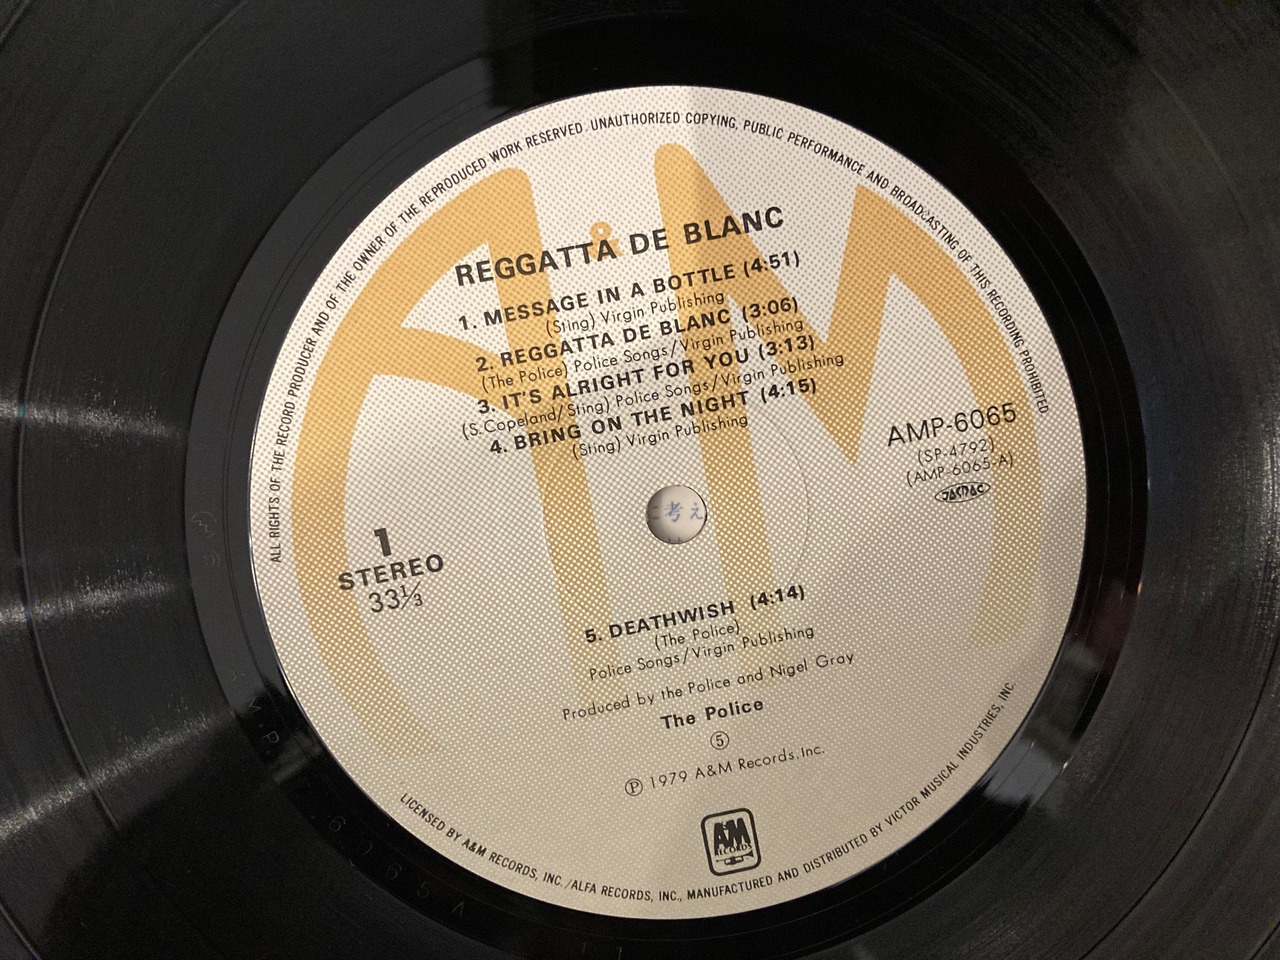 ALL RIGHTS OF THE RECORD PRODUCER AND OF THE OWNER OF THE REPRODUCED WORK RESERVED. UNAUTHORIZED COPYING, PUBLIC PERFORMANCE AND BROADCASTING OF THIS RECORDING PROHIBITED
&
REGGATTA DE BLANC
1. MESSAGE IN A BOTTLE (4:51)
(Sting) Virgin Publishing
2. REGGATTA DE BLANC (3:06)
(The Police) Police Songs/Virgin Publishing
3. IT'S ALRIGHT FOR YOU (3:13)
(S.Copeland/Sting) Police Songs/Virgin Publishing
4. BRING ON THE NIGHT (4:15)
(Sting) Virgin Publishing
AMP-6065
(SP-4792)
(AMP-6065-A)
JASRAC
考え
1
STEREO
33⅓
5. DEATHWISH (4:14)
(The Police)
Police Songs/Virgin Publishing
Produced by the Police and Nigel Gray
The Police
⑤
Ⓟ 1979 A&M Records, Inc.
A&M
RECORDS
LICENSED BY A&M RECORDS, INC./ALFA RECORDS, INC., MANUFACTURED AND DISTRIBUTED BY VICTOR MUSICAL INDUSTRIES, INC.
6065A
11